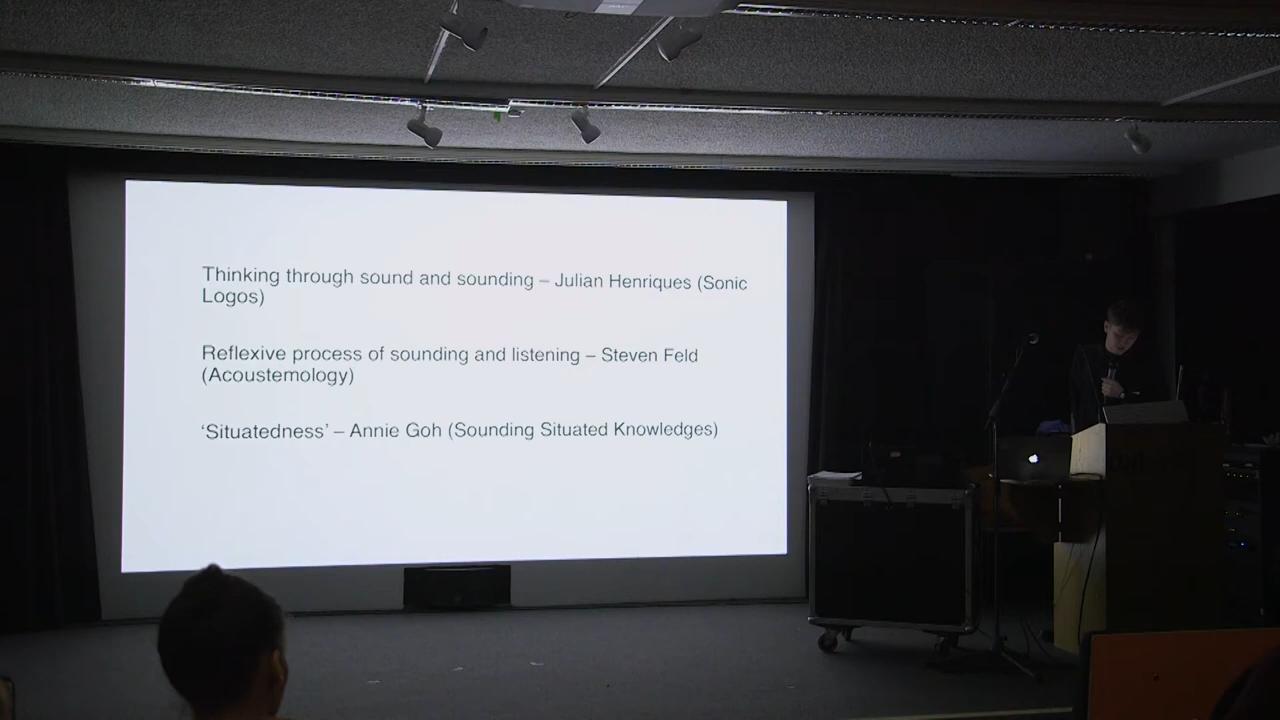 Thinking through sound and sounding – Julian Henriques (Sonic
Logos)
Reflexive process of sounding and listening – Steven Feld
(Acoustemology)
‘Situatedness’ – Annie Goh (Sounding Situated Knowledges)